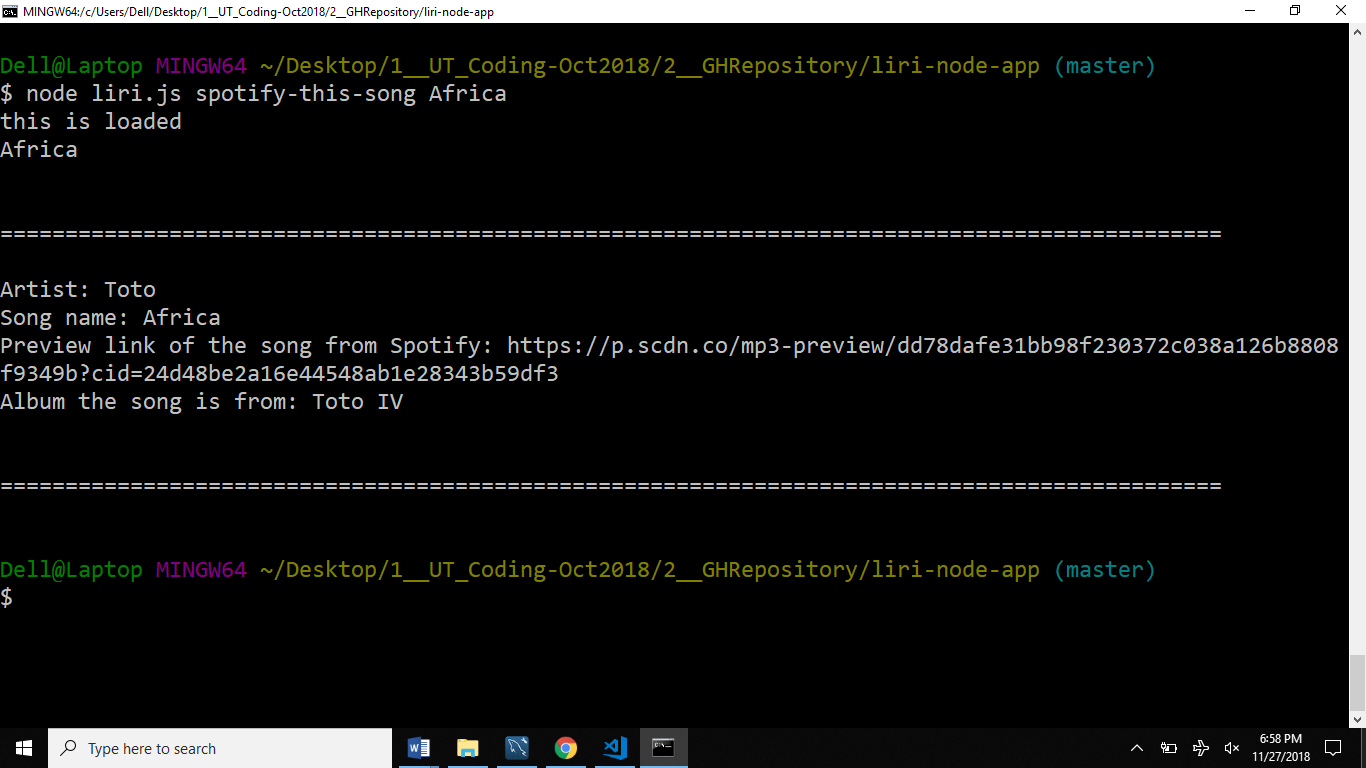 MINGW64:/c/Users/Dell/Desktop/1__UT_Coding-Oct2018/2__GHRepository/liri-node-app
Dell@Laptop MINGW64 ~/Desktop/1__UT_Coding-Oct2018/2__GHRepository/liri-node-app (master)
$ node liri.js spotify-this-song Africa
this is loaded
Africa
==============================================================================================
Artist: Toto
Song name: Africa
Preview link of the song from Spotify: https://p.scdn.co/mp3-preview/dd78dafe31bb98f230372c038a126b8808
f9349b?cid=24d48be2a16e44548ab1e28343b59df3
Album the song is from: Toto IV
==============================================================================================
Dell@Laptop MINGW64 ~/Desktop/1__UT_Coding-Oct2018/2__GHRepository/liri-node-app (master)
$
Type here to search
6:58 PM
11/27/2018